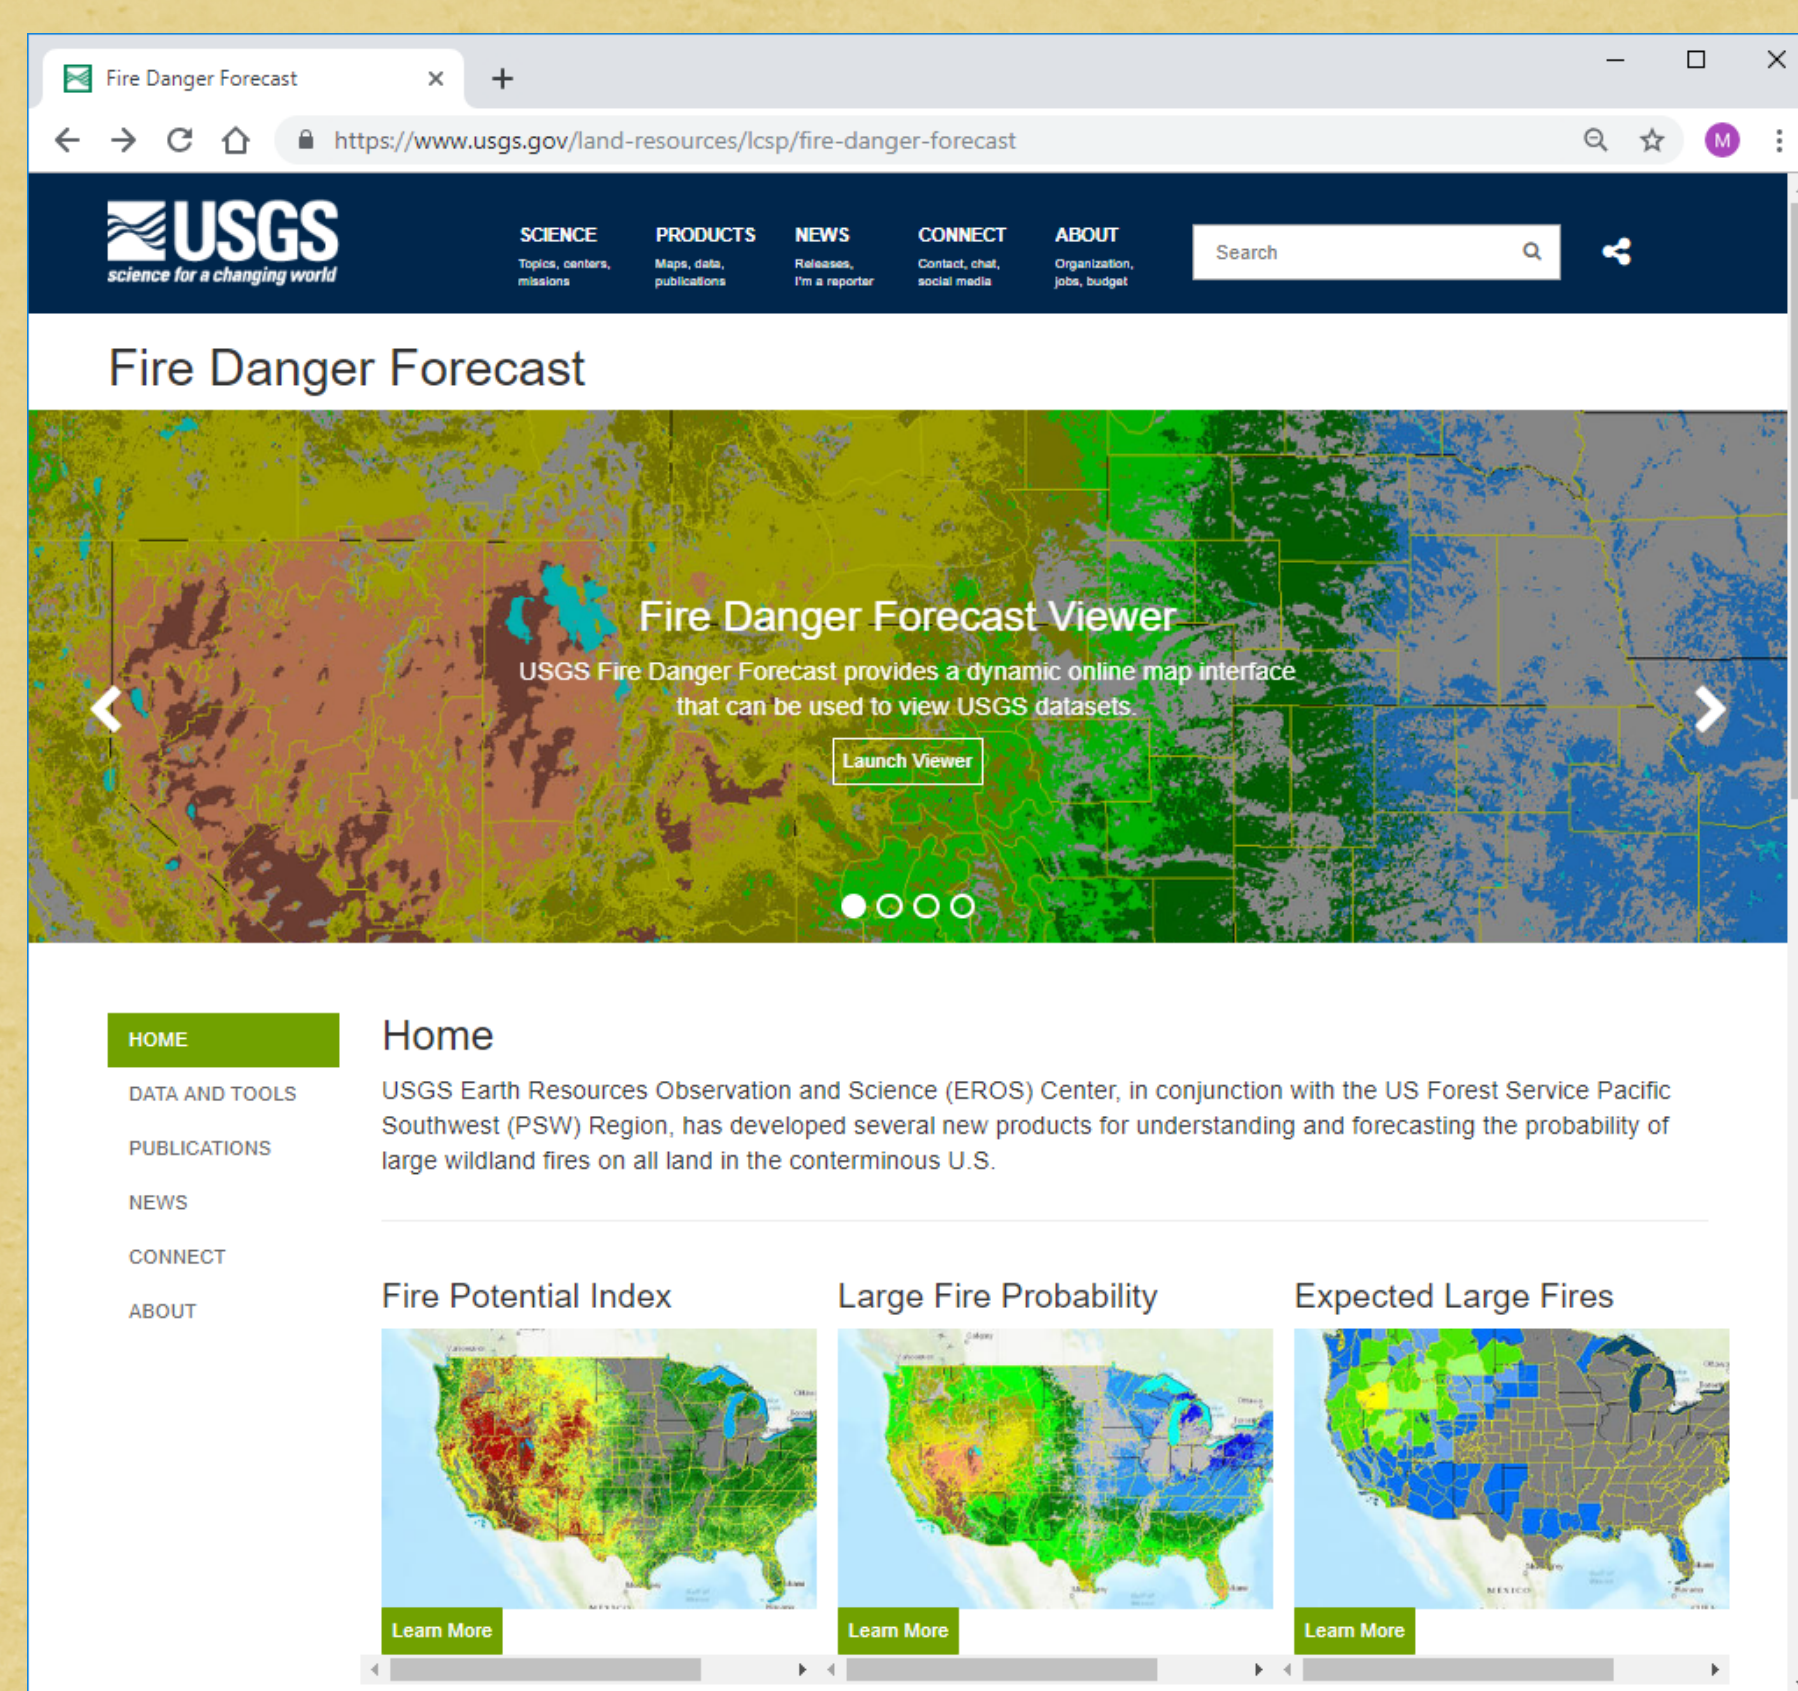 Fire Danger Forecast
https://www.usgs.gov/land-resources/lcsp/fire-danger-forecast
M
USGS
science for a changing world
SCIENCE
Topics, centers,
missions
PRODUCTS
Maps, data,
publications
NEWS
Releases,
I'm a reporter
CONNECT
Contact, chat,
social media
ABOUT
Organization,
jobs, budget
Search
Fire Danger Forecast
Fire Danger Forecast Viewer
USGS Fire Danger Forecast provides a dynamic online map interface
that can be used to view USGS datasets.
Launch Viewer
HOME
DATA AND TOOLS
PUBLICATIONS
NEWS
CONNECT
ABOUT
Home
USGS Earth Resources Observation and Science (EROS) Center, in conjunction with the US Forest Service Pacific
Southwest (PSW) Region, has developed several new products for understanding and forecasting the probability of
large wildland fires on all land in the conterminous U.S.
Fire Potential Index
Learn More
Large Fire Probability
Learn More
Expected Large Fires
MEXICO
Learn More